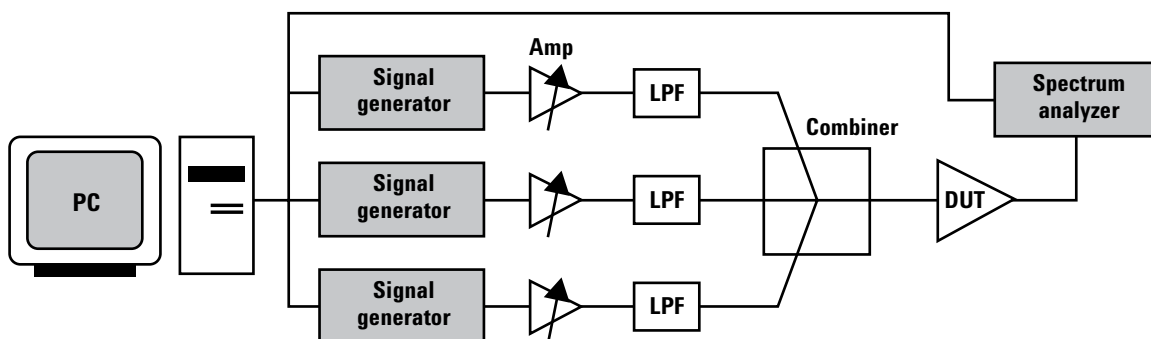 Amp
Signal
generator
LPF
Spectrum
analyzer
Combiner
PC
Signal
generator
LPF
DUT
Signal
generator
LPF